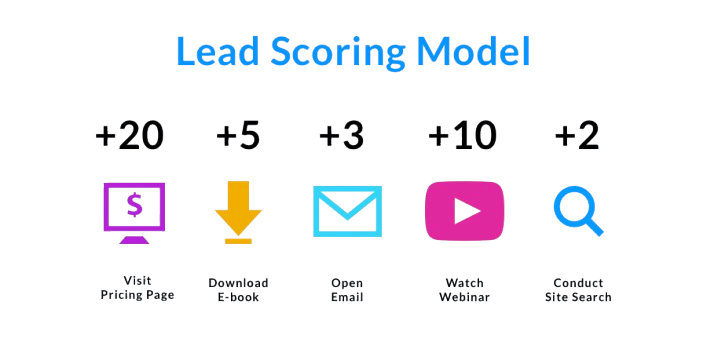 Lead Scoring Model
+20 +5 +3 +10 +2
$
Visit
Pricing Page
Download
E-book
Open
Email
Watch
Webinar
Conduct
Site Search